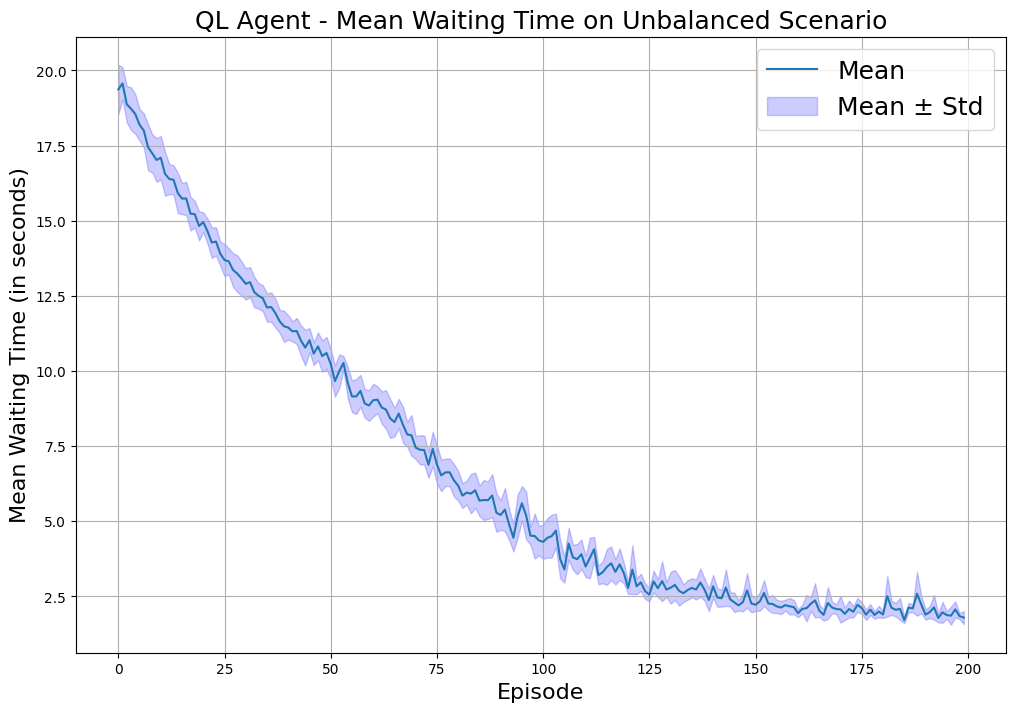 QL Agent - Mean Waiting Time on Unbalanced Scenario
Mean
Mean ± Std
Mean Waiting Time (in seconds)
20.0
17.5
15.0
12.5
10.0
7.5
5.0
2.5
0 25 50 75 100 125 150 175 200
Episode